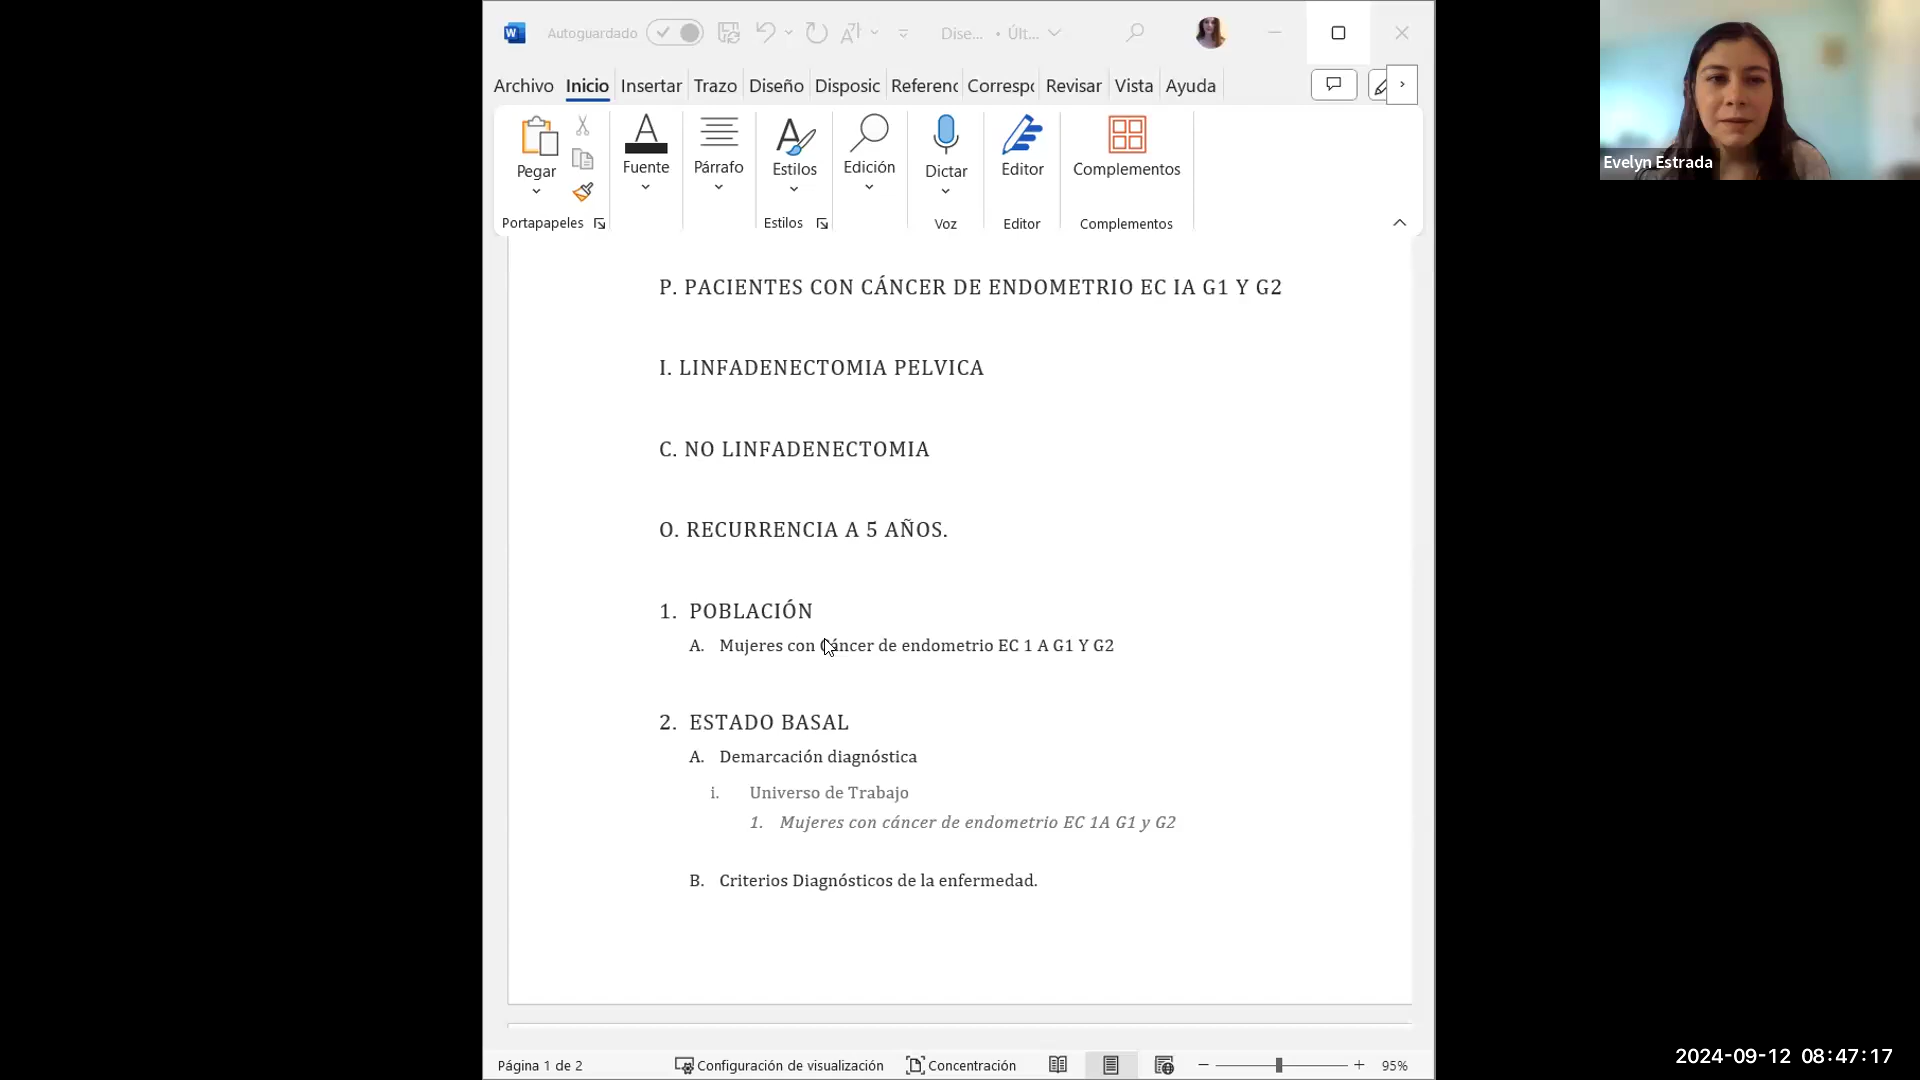 Autoguardado
Dise... • Últ...
Archivo Inicio Insertar Trazo Diseño Disposic Referenc Correspo Revisar Vista Ayuda
Pegar Fuente Párrafo Estilos Edición Dictar Editor Complementos
Portapapeles Estilos Voz Editor Complementos
Evelyn Estrada
P. PACIENTES CON CÁNCER DE ENDOMETRIO EC IA G1 Y G2
I. LINFADENECTOMIA PELVICA
C. NO LINFADENECTOMIA
O. RECURRENCIA A 5 AÑOS.
1. POBLACIÓN
A. Mujeres con Cáncer de endometrio EC 1 A G1 Y G2
2. ESTADO BASAL
A. Demarcación diagnóstica
i. Universo de Trabajo
1. Mujeres con cáncer de endometrio EC 1A G1 y G2
B. Criterios Diagnósticos de la enfermedad.
Página 1 de 2 Configuración de visualización Concentración 95%
2024-09-12 08:47:17